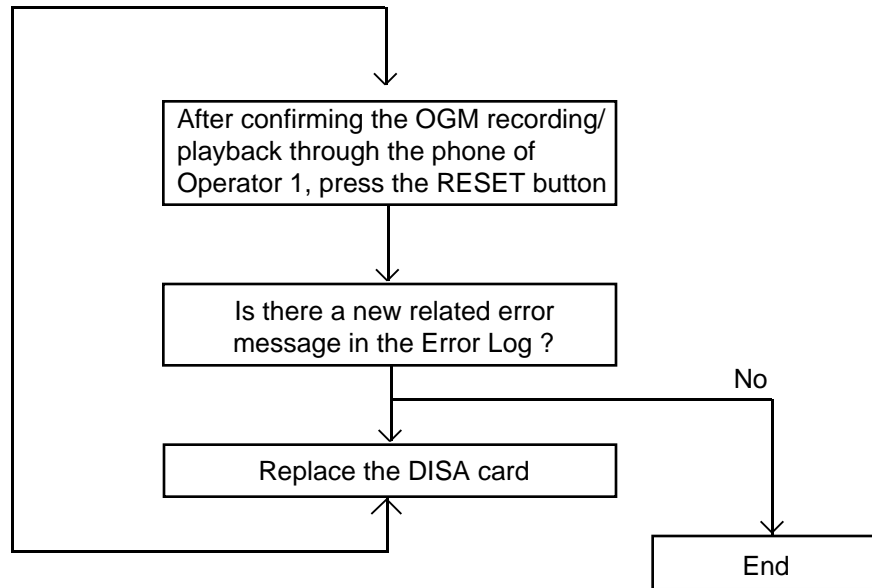 After confirming the OGM recording/
playback through the phone of
Operator 1, press the RESET button
Is there a new related error
message in the Error Log ?
No
Replace the DISA card
End